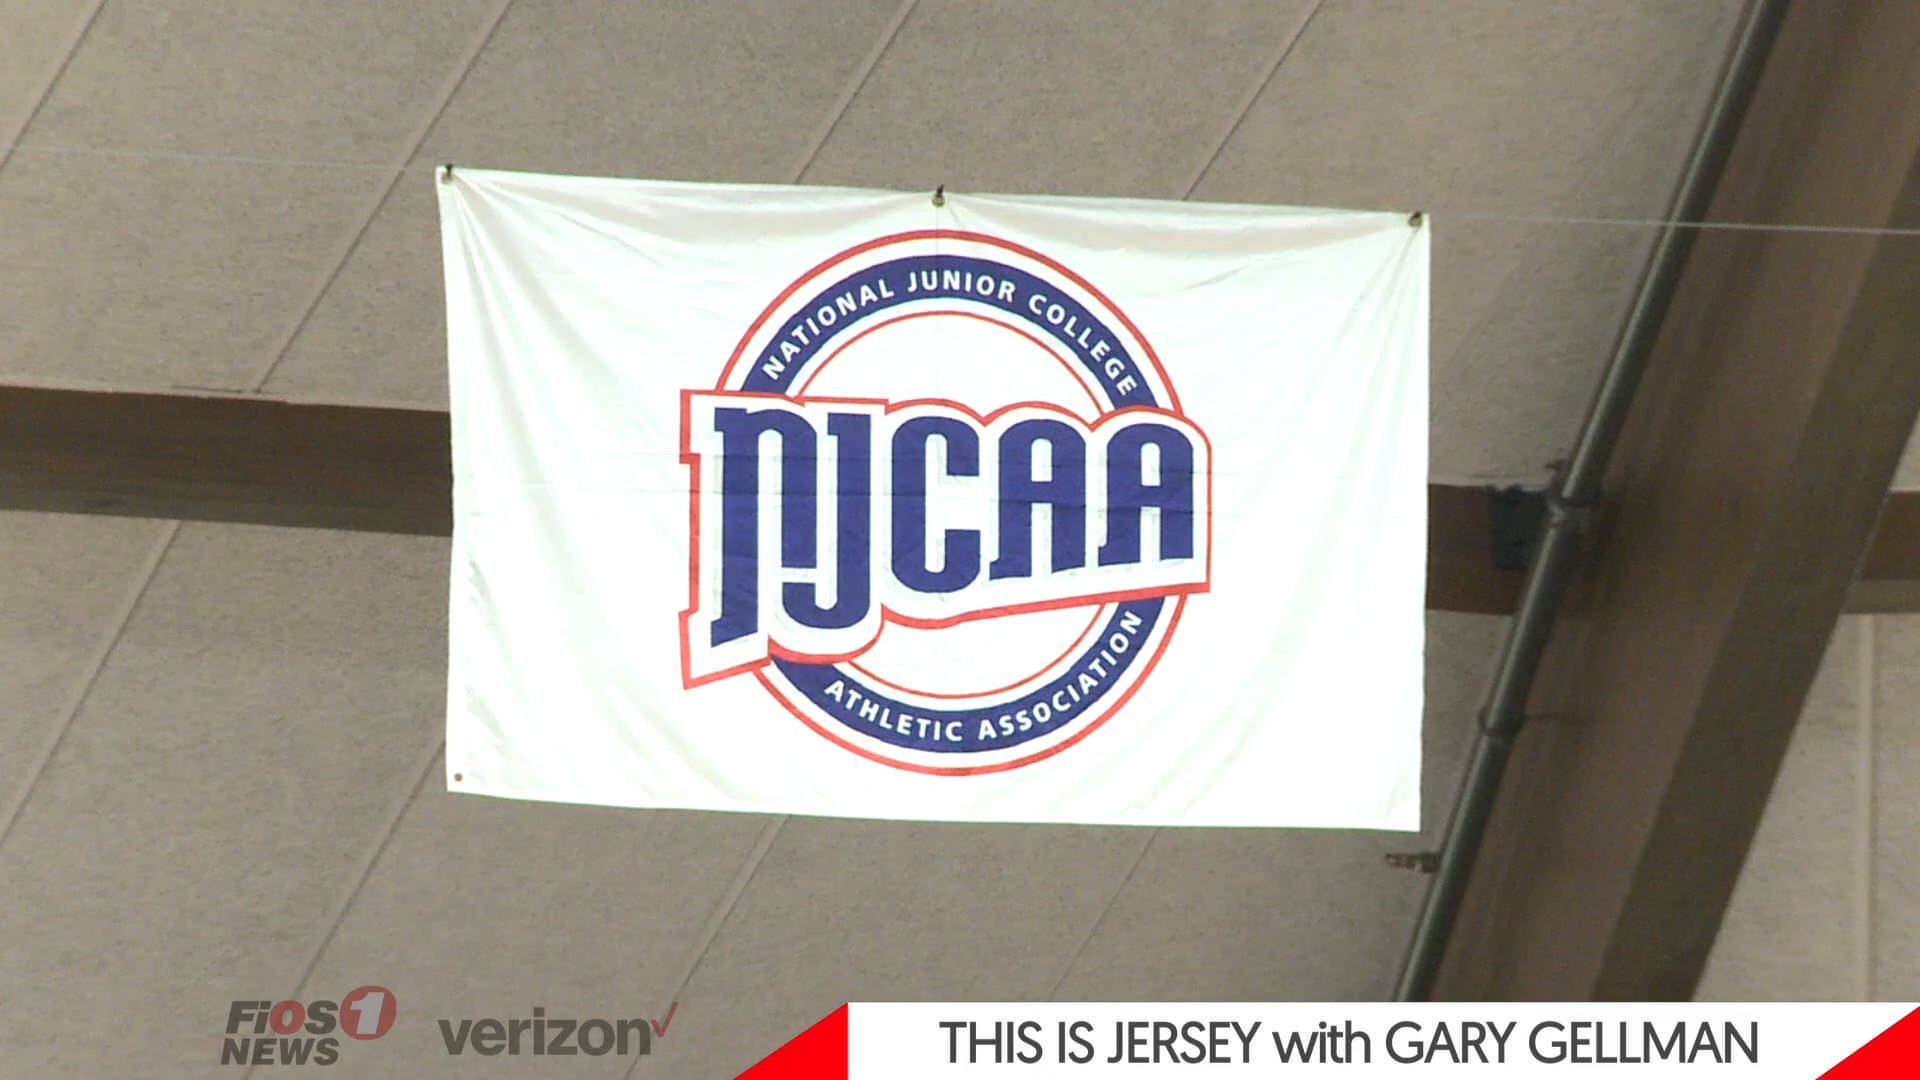 NATIONAL JUNIOR COLLEGE
NJCAA
ATHLETIC ASSOCIATION
FiOS1
NEWS
verizon
THIS IS JERSEY with GARY GELLMAN